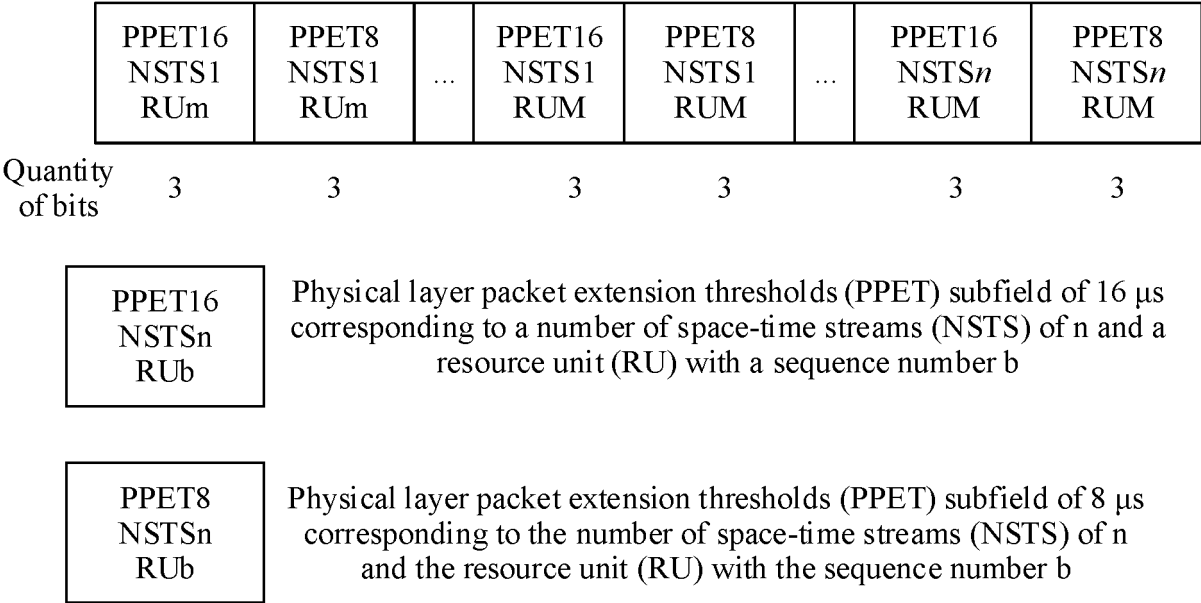 PPET16 PPET8 PPET16 PPET8 PPET16 PPET8
NSTS1 NSTS1 ... NSTS1 NSTS1 ... NSTSn NSTSn
RUm RUm RUM RUM RUM RUM
Quantity
of bits
3 3 3 3 3 3
PPET16
NSTSn
RUb
Physical layer packet extension thresholds (PPET) subfield of 16 μs
corresponding to a number of space-time streams (NSTS) of n and a
resource unit (RU) with a sequence number b
PPET8
NSTSn
RUb
Physical layer packet extension thresholds (PPET) subfield of 8 μs
corresponding to the number of space-time streams (NSTS) of n
and the resource unit (RU) with the sequence number b